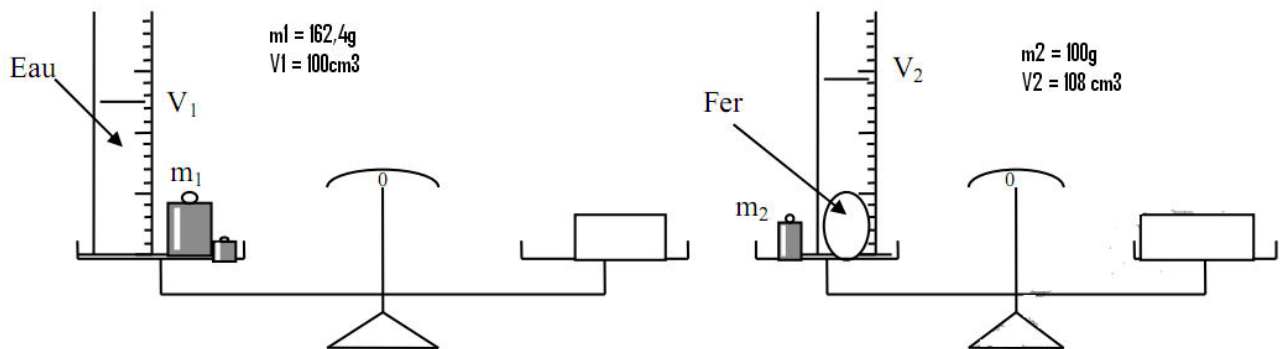 m1 = 162,4g
V1 = 100cm3
Eau
V₁
m₁
0
m2 = 100g
V2 = 108 cm3
V₂
Fer
m₂
0